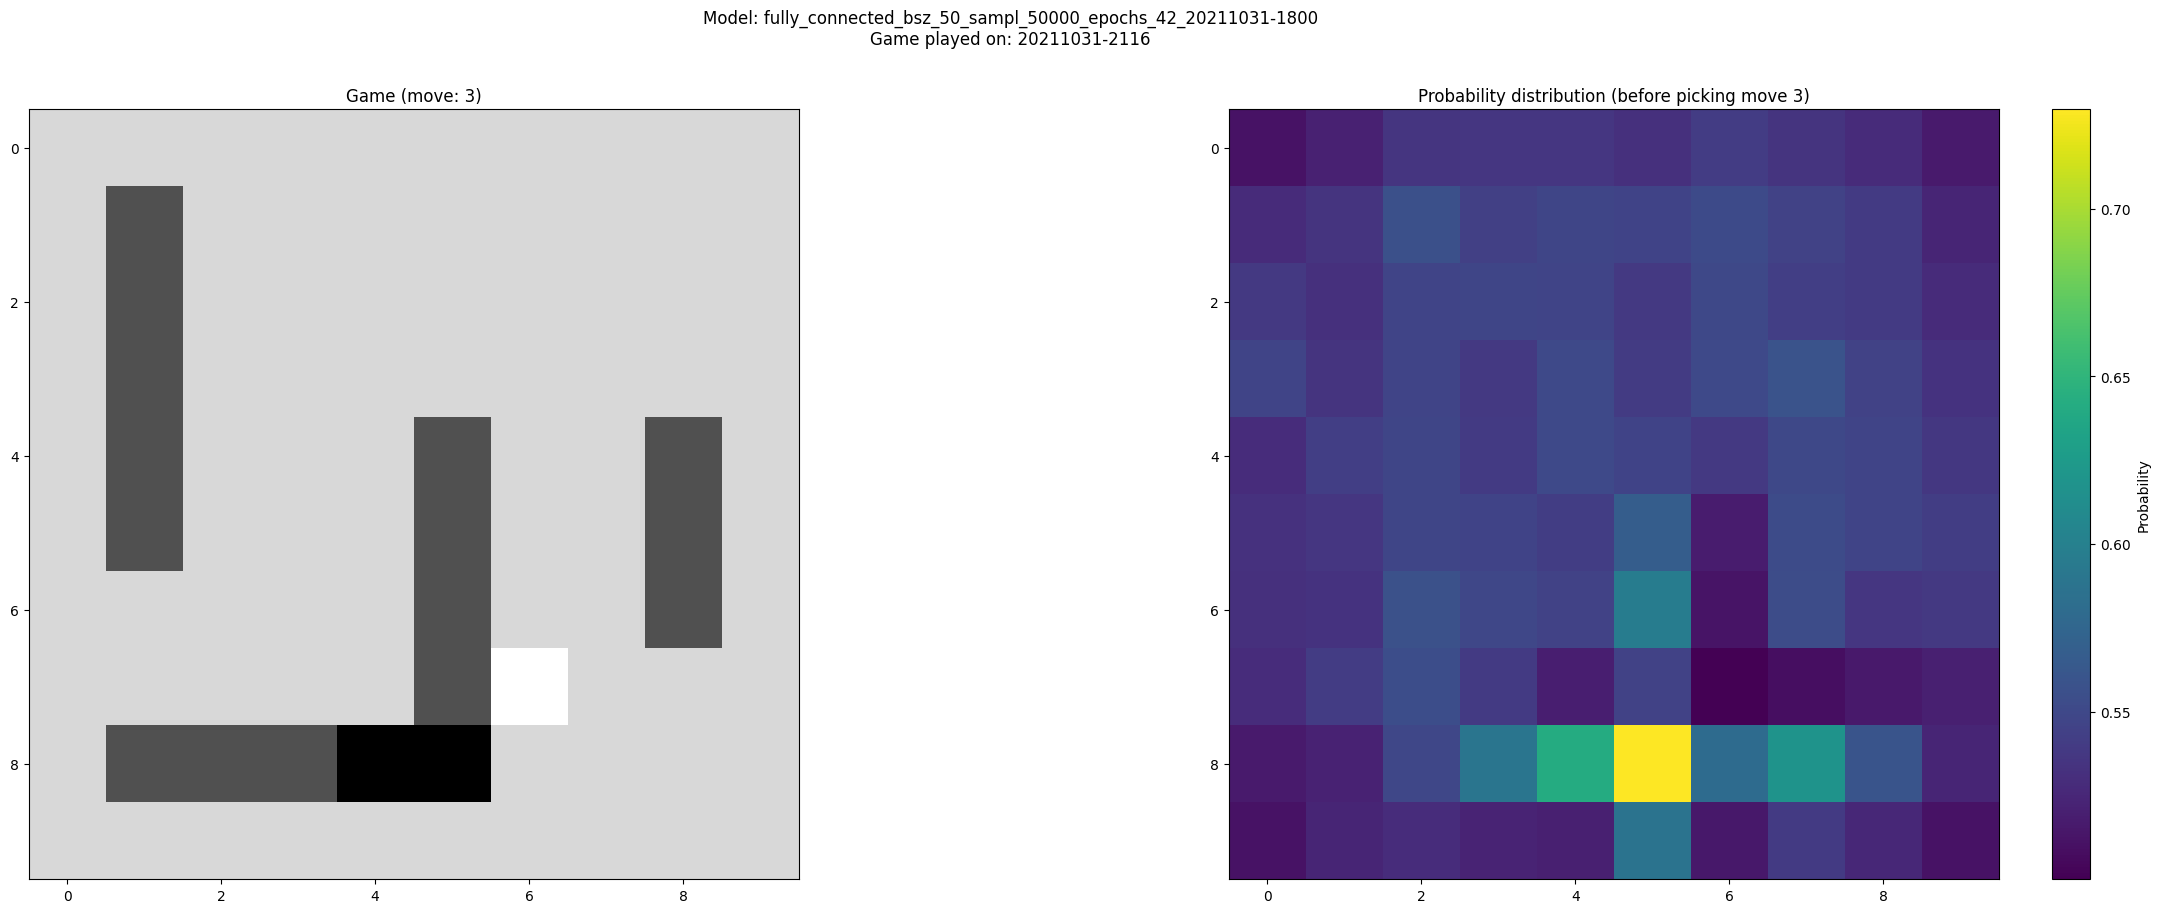 Model: fully_connected_bsz_50_sampl_50000_epochs_42_20211031-1800
Game played on: 20211031-2116
Game (move: 3)
0
2
4
6
8
0 2 4 6 8
Probability distribution (before picking move 3)
0
2
4
6
8
0 2 4 6 8
0.70
0.65
0.60
0.55
Probability